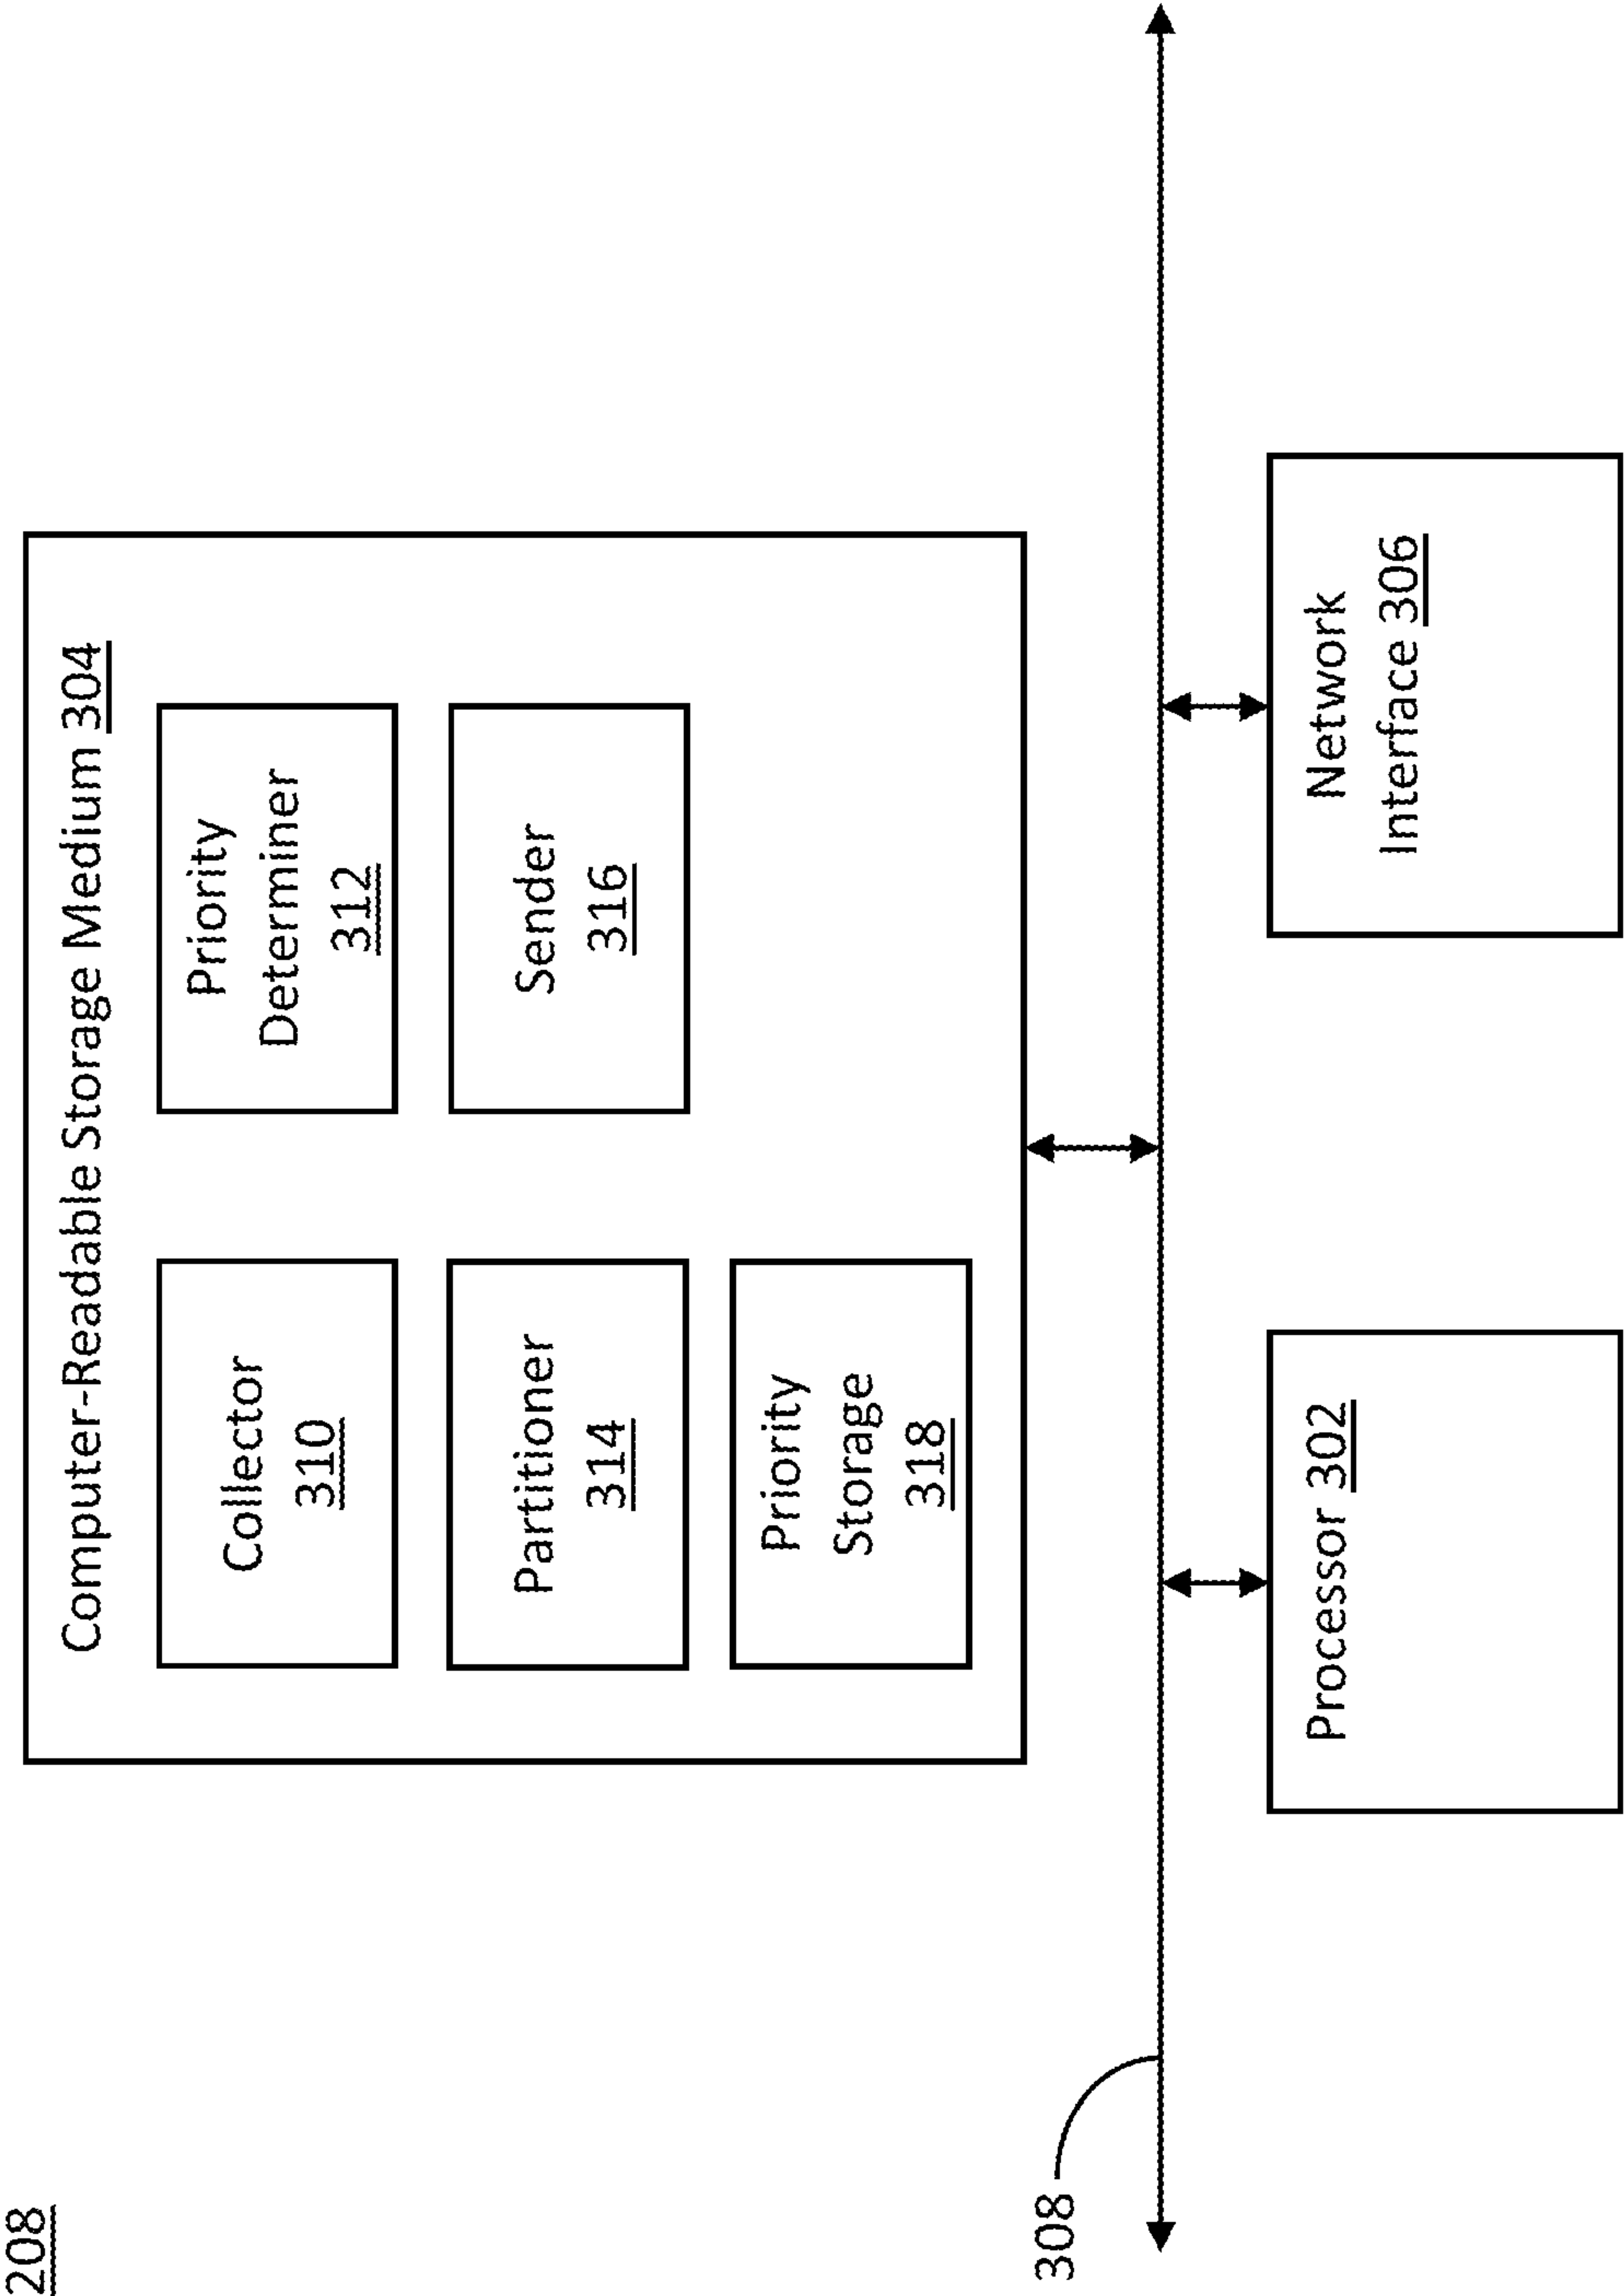 208
Computer-Readable Storage Medium 304
Collector
310
Priority
Determiner
312
Partitioner
314
Sender
316
Priority
Storage
318
308
Processor 302
Network
Interface 306